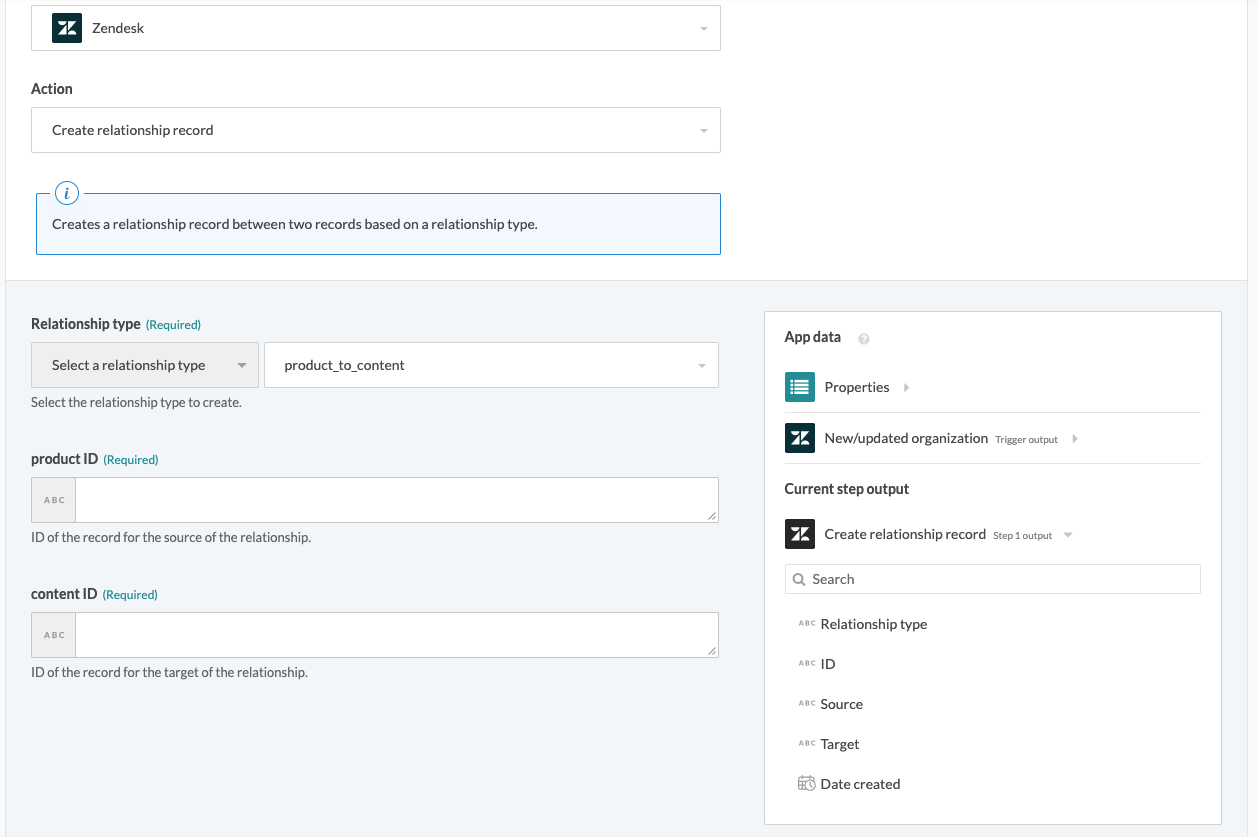 Zendesk
Action
Create relationship record
i
Creates a relationship record between two records based on a relationship type.
Relationship type (Required)
Select a relationship type
product_to_content
Select the relationship type to create.
product ID (Required)
ABC
ID of the record for the source of the relationship.
content ID (Required)
ABC
ID of the record for the target of the relationship.
App data ?
Properties
New/updated organization Trigger output
Current step output
Create relationship record Step 1 output
Search
ABC Relationship type
ABC ID
ABC Source
ABC Target
Date created